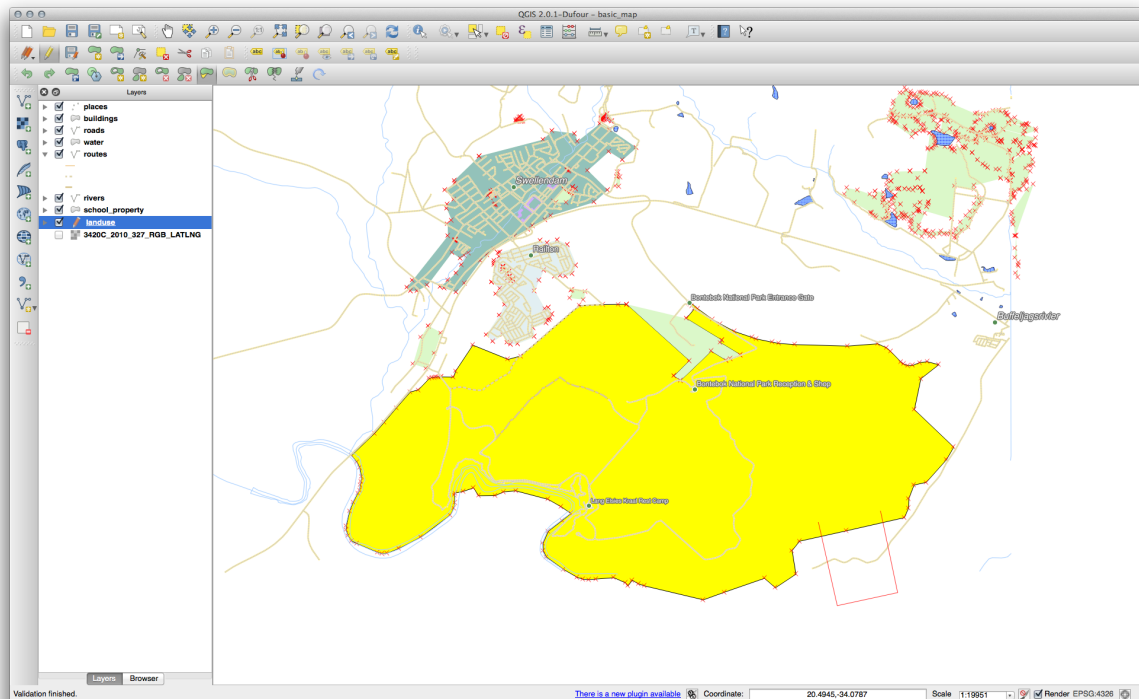 QGIS 2.0.1-Dufour - basic_map
Layers
places
buildings
roads
water
routes
rivers
school_property
landuse
3420C_2010_327_RGB_LATLNG
Swellendam
Railton
Bontebok National Park Entrance Gate
Buffeljagsrivier
Bontebok National Park Reception & Shop
Lang Elsies Kraal Rest Camp
Layers
Browser
Validation finished.
There is a new plugin available
Coordinate:
20.4945,-34.0787
Scale
1:19951
Render
EPSG:4326